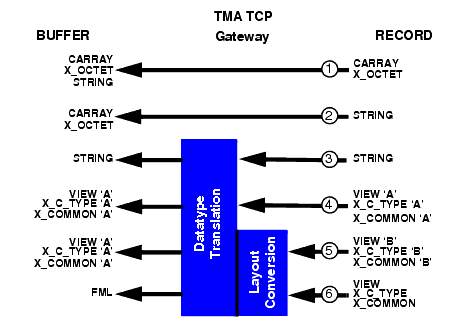 TMA TCP
BUFFER Gateway RECORD
CARRAY
X_OCTET
STRING
1
CARRAY
X_OCTET
CARRAY
X_OCTET
2
STRING
STRING
3
STRING
VIEW 'A'
X_C_TYPE 'A'
X_COMMON 'A'
4
VIEW 'A'
X_C_TYPE 'A'
X_COMMON 'A'
VIEW 'A'
X_C_TYPE 'A'
X_COMMON 'A'
5
VIEW 'B'
X_C_TYPE 'B'
X_COMMON 'B'
FML
6
VIEW
X_C_TYPE
X_COMMON
Datatype
Translation
Layout
Conversion